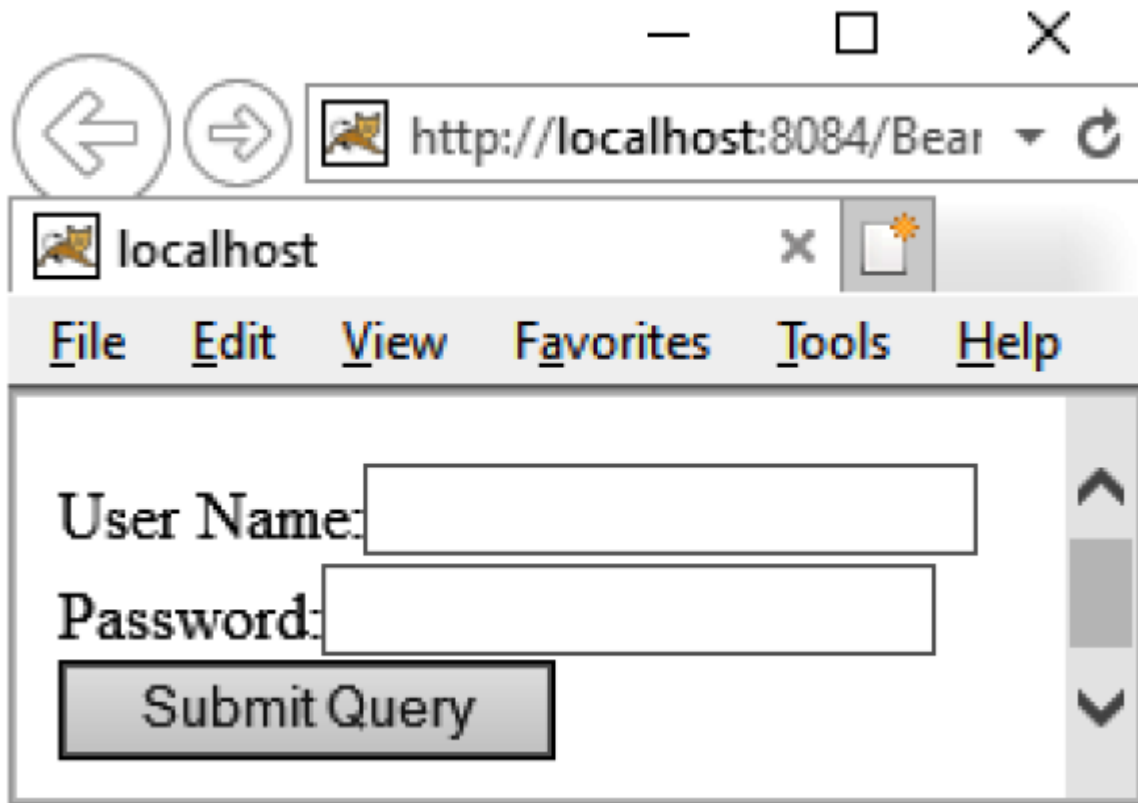 http://localhost:8084/Bear
localhost
File Edit View Favorites Tools Help
User Name:
Password:
Submit Query